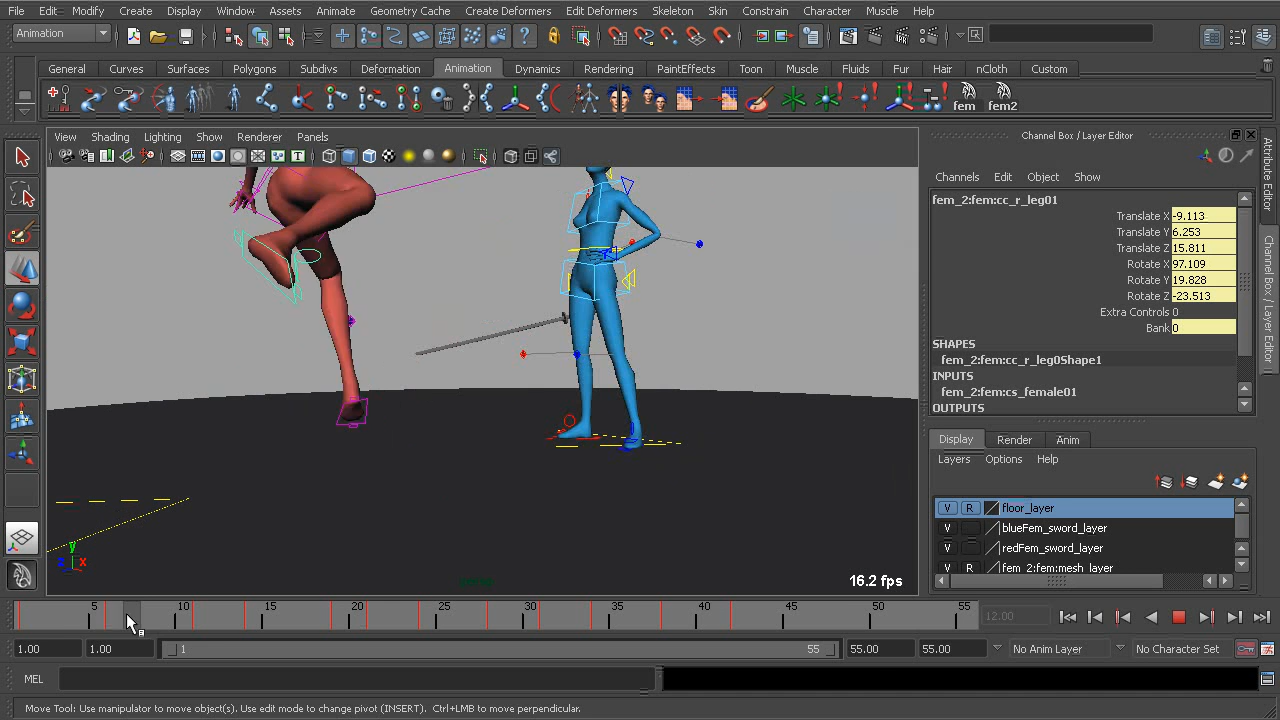 File Edit Modify Create Display Window Assets Animate Geometry Cache Create Deformers Edit Deformers Skeleton Skin Constrain Character Muscle Help
Animation
General Curves Surfaces Polygons Subdivs Deformation Animation Dynamics Rendering PaintEffects Toon Muscle Fluids Fur Hair nCloth Custom
fem fem2
View Shading Lighting Show Renderer Panels
Channel Box / Layer Editor
Channels Edit Object Show
fem_2:fem:cc_r_leg01
Translate X -9.113
Translate Y 6.253
Translate Z 15.811
Rotate X 97.109
Rotate Y 19.828
Rotate Z -23.513
Extra Controls 0
Bank 0
SHAPES
fem_2:fem:cc_r_leg0Shape1
INPUTS
fem_2:fem:cs_female01
OUTPUTS
Attribute Editor
Channel Box / Layer Editor
Display Render Anim
Layers Options Help
V R floor_layer
V blueFem_sword_layer
V redFem_sword_layer
V R fem_2:fem:mesh_layer
y
z x
16.2 fps
5 10 15 20 25 30 35 40 45 50 55
12.00
1.00 1.00 1 55 55.00 55.00 No Anim Layer No Character Set
MEL
Move Tool: Use manipulator to move object(s). Use edit mode to change pivot (INSERT). Ctrl+LMB to move perpendicular.